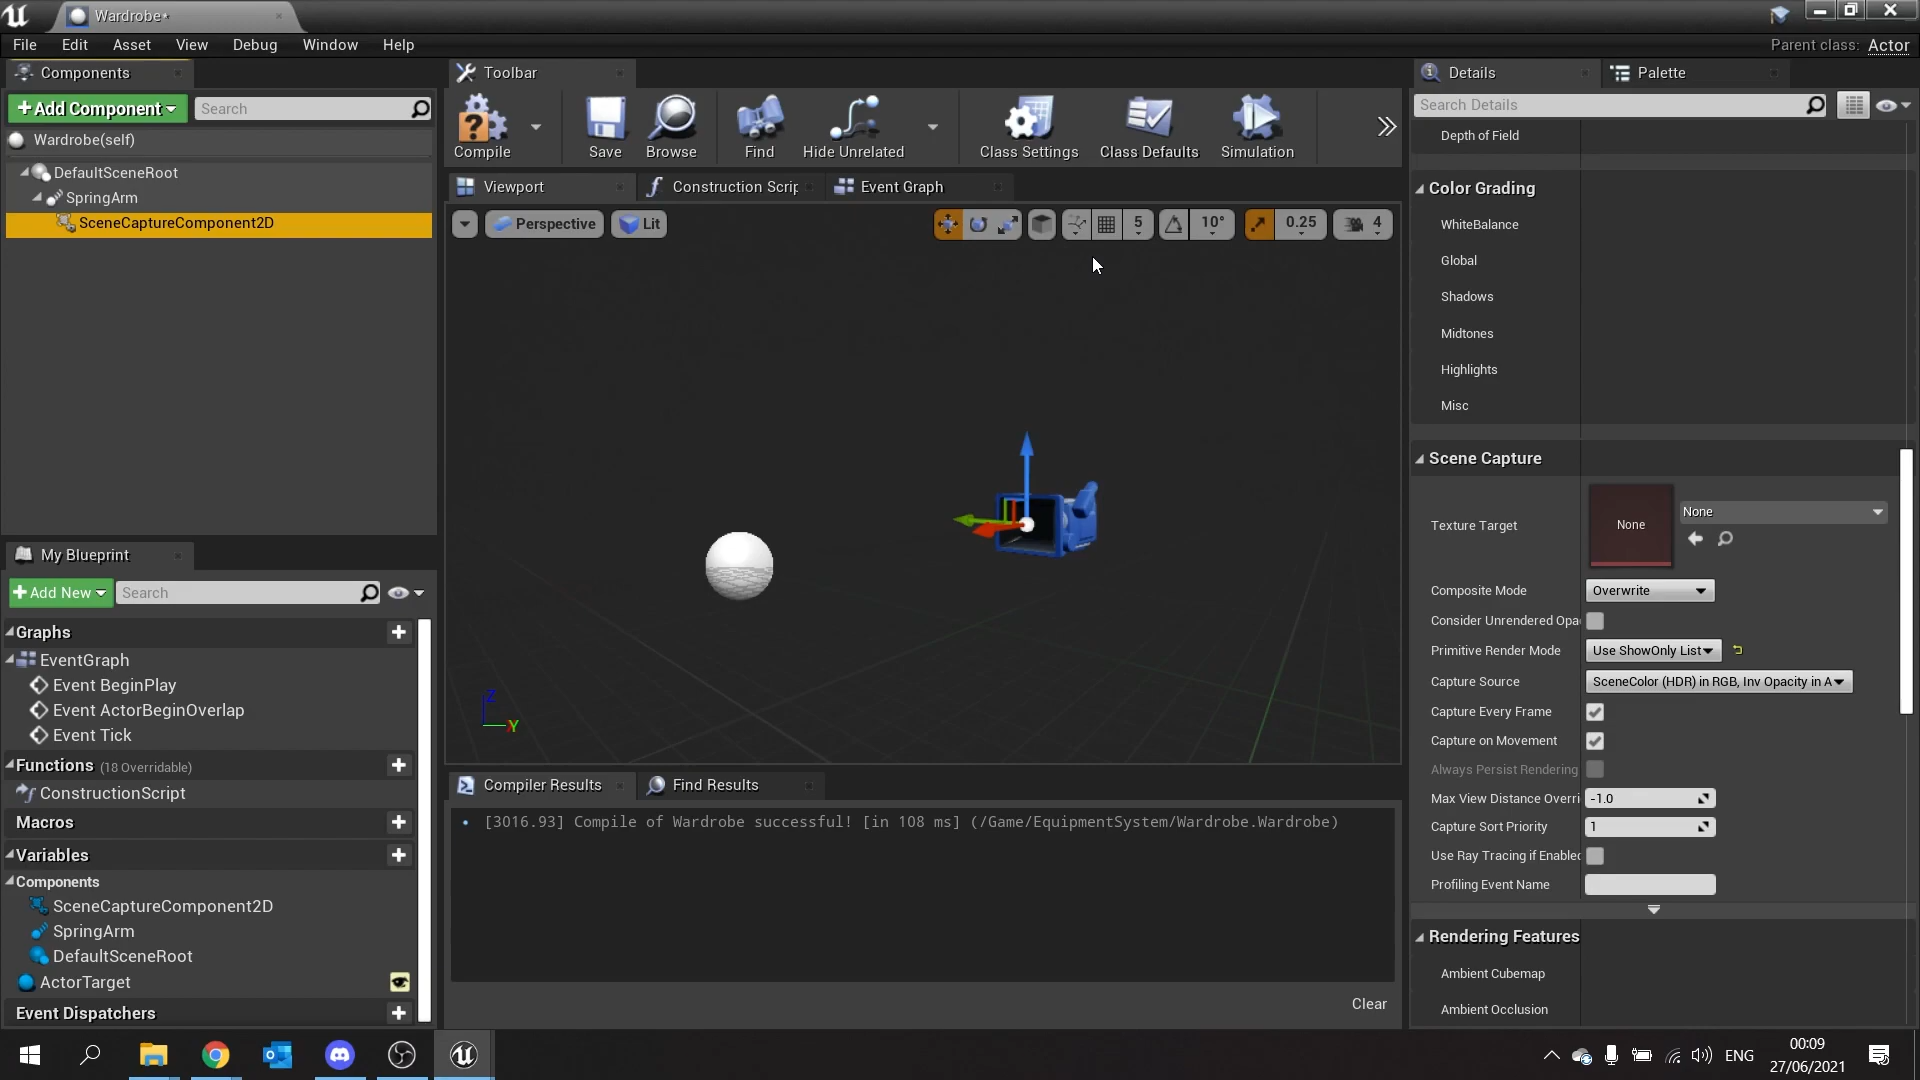 Wardrobe*
File Edit Asset View Debug Window Help
Parent class: Actor
Components
+Add Component
Search
Wardrobe(self)
DefaultSceneRoot
SpringArm
SceneCaptureComponent2D
My Blueprint
+Add New
Search
Graphs
EventGraph
Event BeginPlay
Event ActorBeginOverlap
Event Tick
Functions (18 Overridable)
ConstructionScript
Macros
Variables
Components
SceneCaptureComponent2D
SpringArm
DefaultSceneRoot
ActorTarget
Event Dispatchers
Toolbar
Compile
Save
Browse
Find
Hide Unrelated
Class Settings
Class Defaults
Simulation
Viewport
Construction Scrip
Event Graph
Perspective
Lit
5
10°
0.25
4
Z
Y
Compiler Results
Find Results
[3016.93] Compile of Wardrobe successful! [in 108 ms] (/Game/EquipmentSystem/Wardrobe.Wardrobe)
Clear
Details
Palette
Search Details
Depth of Field
Color Grading
WhiteBalance
Global
Shadows
Midtones
Highlights
Misc
Scene Capture
Texture Target
None
None
Composite Mode
Overwrite
Consider Unrendered Opa
Primitive Render Mode
Use ShowOnly List
Capture Source
SceneColor (HDR) in RGB, Inv Opacity in A
Capture Every Frame
Capture on Movement
Always Persist Rendering
Max View Distance Overri
-1.0
Capture Sort Priority
1
Use Ray Tracing if Enabled
Profiling Event Name
Rendering Features
Ambient Cubemap
Ambient Occlusion
ENG
00:09
27/06/2021